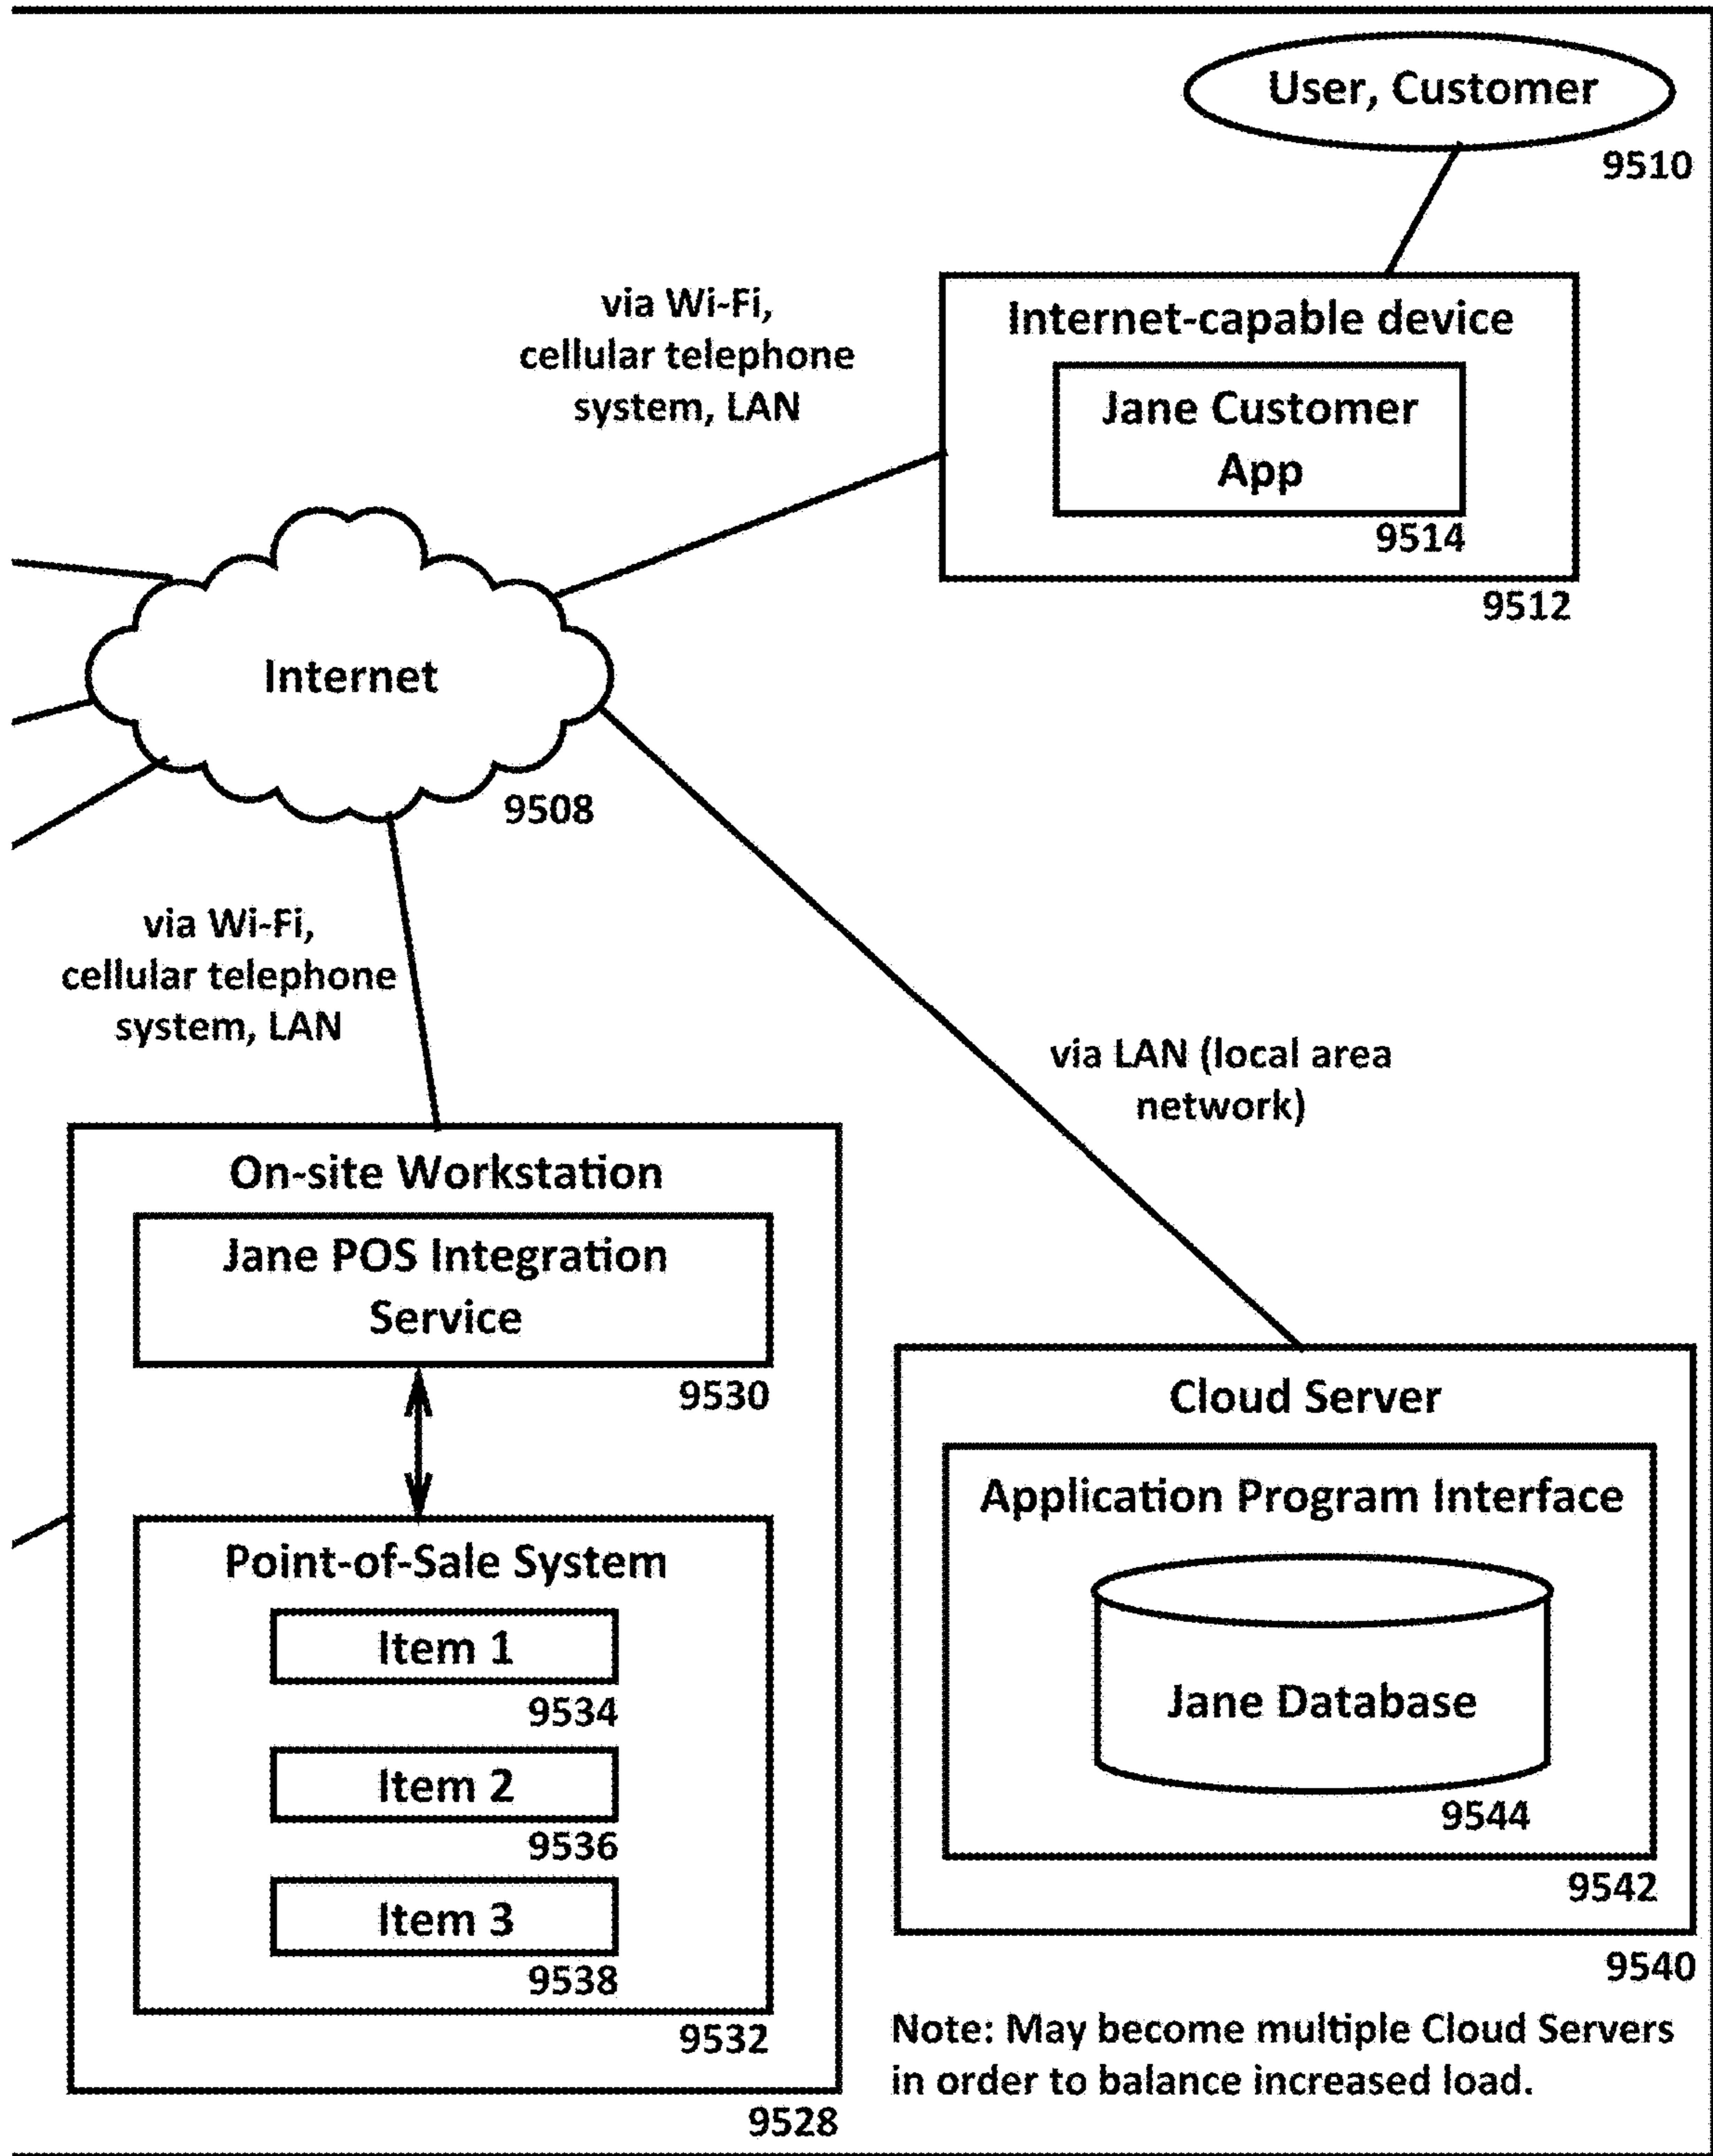 User, Customer
9510
via Wi-Fi,
cellular telephone
system, LAN
Internet-capable device
Jane Customer
App
9514
9512
Internet
9508
via Wi-Fi,
cellular telephone
system, LAN
via LAN (local area
network)
On-site Workstation
Jane POS Integration
Service
9530
Point-of-Sale System
Item 1
9534
Item 2
9536
Item 3
9538
9532
9528
Cloud Server
Application Program Interface
Jane Database
9544
9542
9540
Note: May become multiple Cloud Servers
in order to balance increased load.